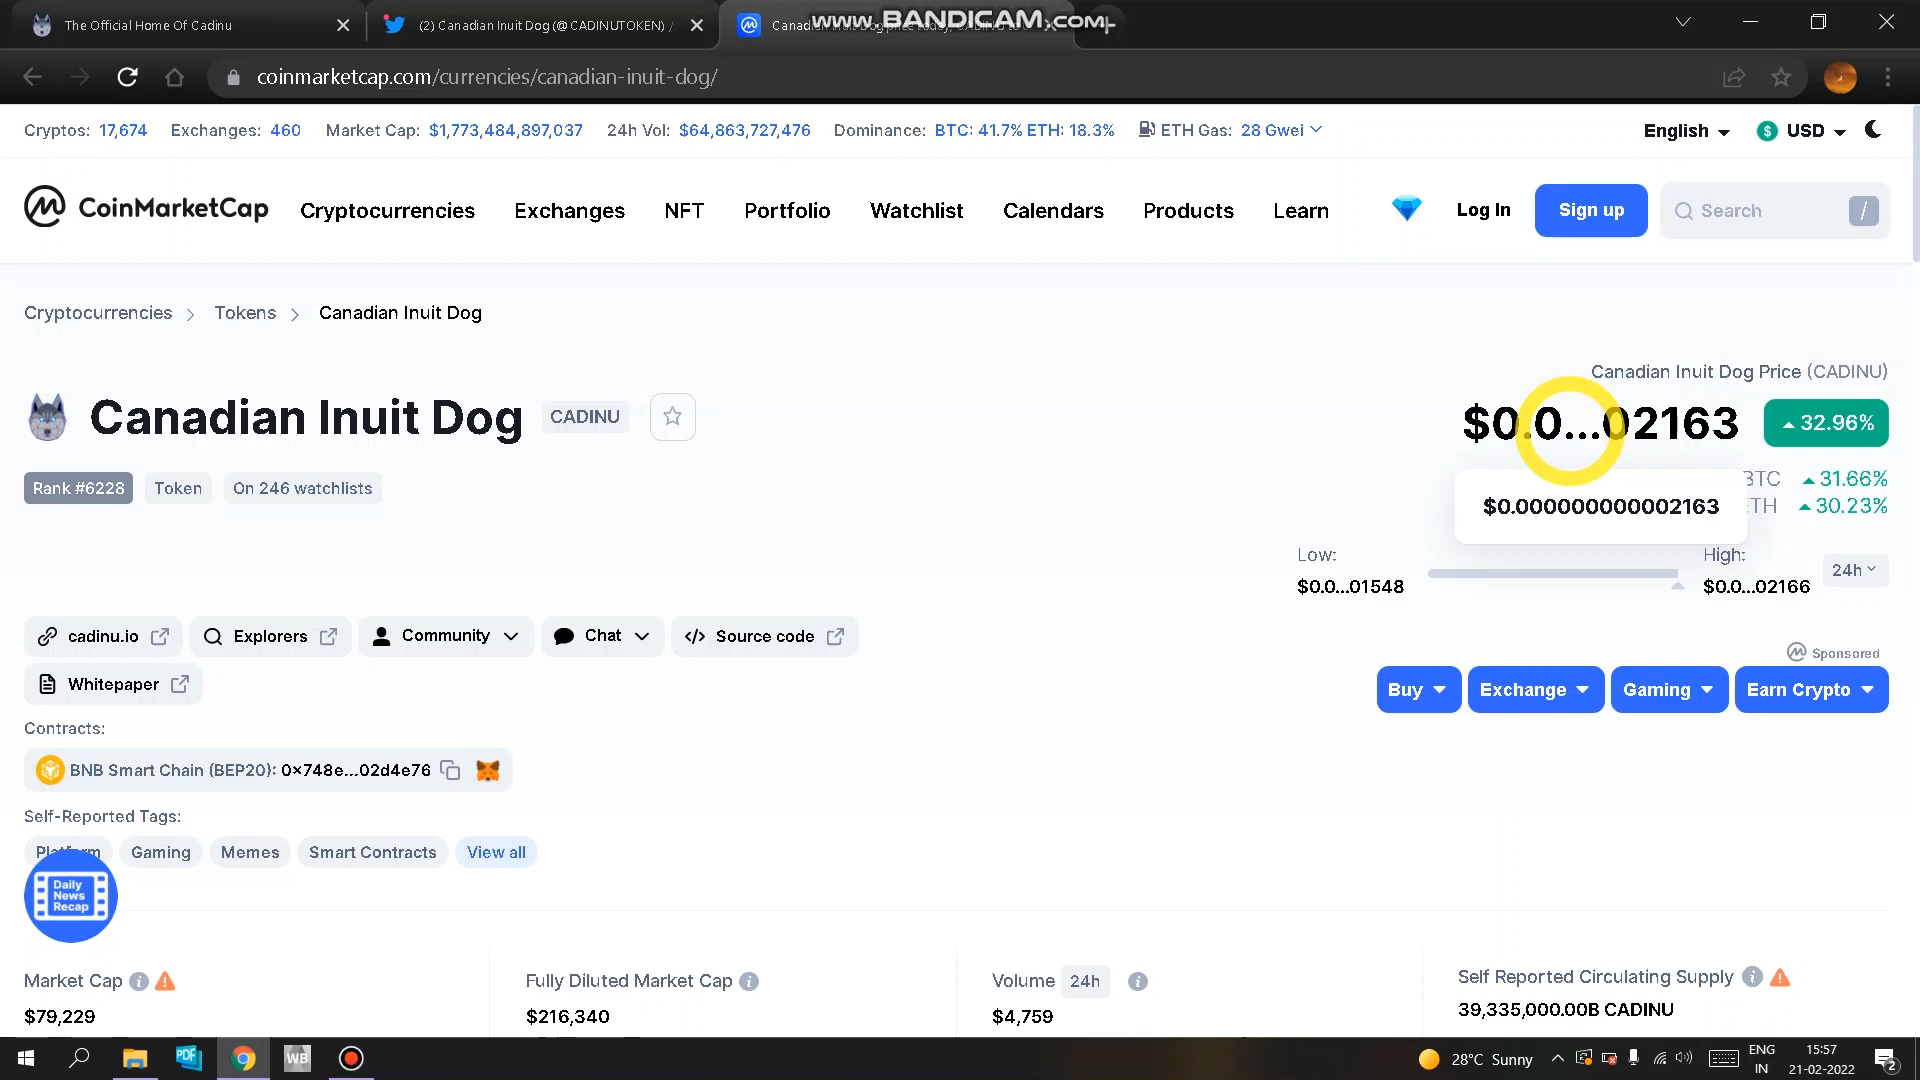 The Official Home Of Cadinu
(2) Canadian Inuit Dog (@CADINUTOKEN) /
www.BANDICAM.com
coinmarketcap.com/currencies/canadian-inuit-dog/
Cryptos: 17,674 Exchanges: 460 Market Cap: $1,773,484,897,037 24h Vol: $64,863,727,476 Dominance: BTC: 41.7% ETH: 18.3% ETH Gas: 28 Gwei English USD
CoinMarketCap Cryptocurrencies Exchanges NFT Portfolio Watchlist Calendars Products Learn Log In Sign up Search /
Cryptocurrencies Tokens Canadian Inuit Dog
Canadian Inuit Dog Price (CADINU)
Canadian Inuit Dog CADINU $0.0...02163 32.96%
Rank #6228 Token On 246 watchlists
BTC 31.66%
$0.000000000002163 ETH 30.23%
Low: High:
$0.0...01548 $0.0...02166 24h
cadinu.io Explorers Community Chat Source code
Sponsored
Whitepaper Buy Exchange Gaming Earn Crypto
Contracts:
BNB Smart Chain (BEP20): 0x748e...02d4e76
Self-Reported Tags:
Platform Gaming Memes Smart Contracts View all
Daily
News
Recap
Market Cap Fully Diluted Market Cap Volume 24h Self Reported Circulating Supply
$79,229 $216,340 $4,759 39,335,000.00B CADINU
PDF WB 28°C Sunny ENG 15:57
IN 21-02-2022 2